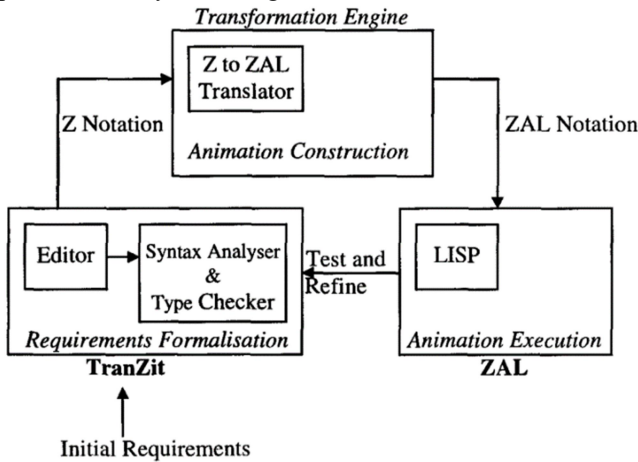 Transformation Engine
Z to ZAL
Translator
Animation Construction
Z Notation
ZAL Notation
Editor
Syntax Analyser
&
Type Checker
Requirements Formalisation
TranZit
Test and
Refine
LISP
Animation Execution
ZAL
Initial Requirements